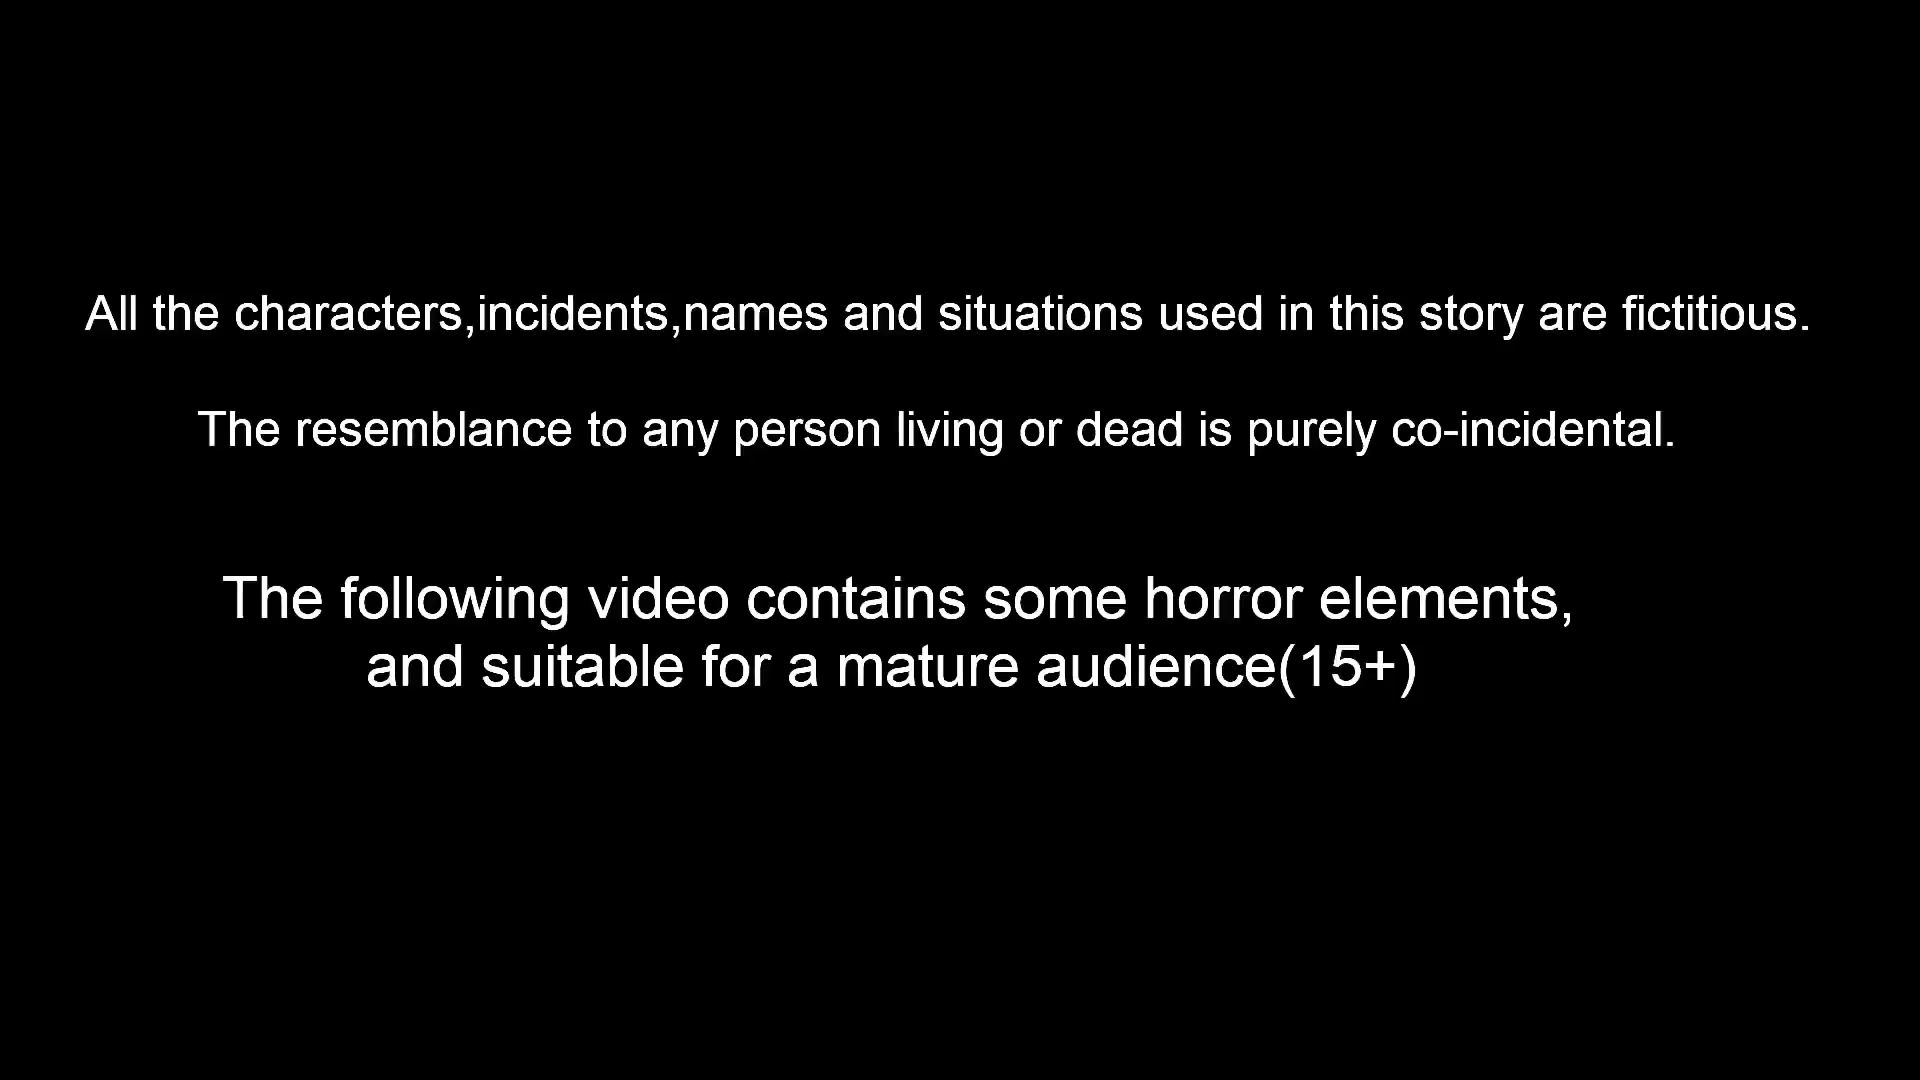 All the characters,incidents,names and situations used in this story are fictitious.
The resemblance to any person living or dead is purely co-incidental.
The following video contains some horror elements,
and suitable for a mature audience(15+)